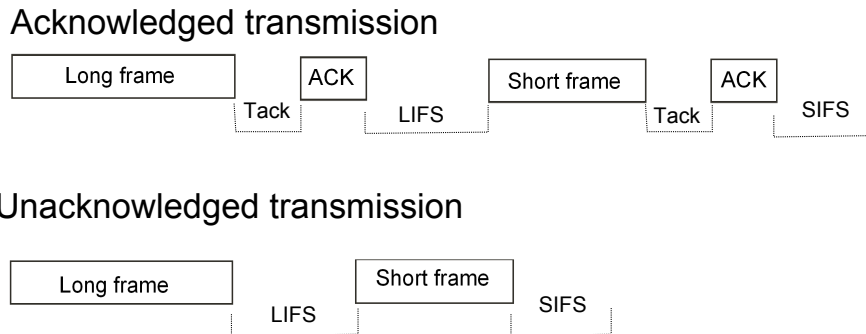 Acknowledged transmission
Long frame ACK Short frame ACK
Tack LIFS Tack SIFS
Unacknowledged transmission
Long frame Short frame
LIFS SIFS